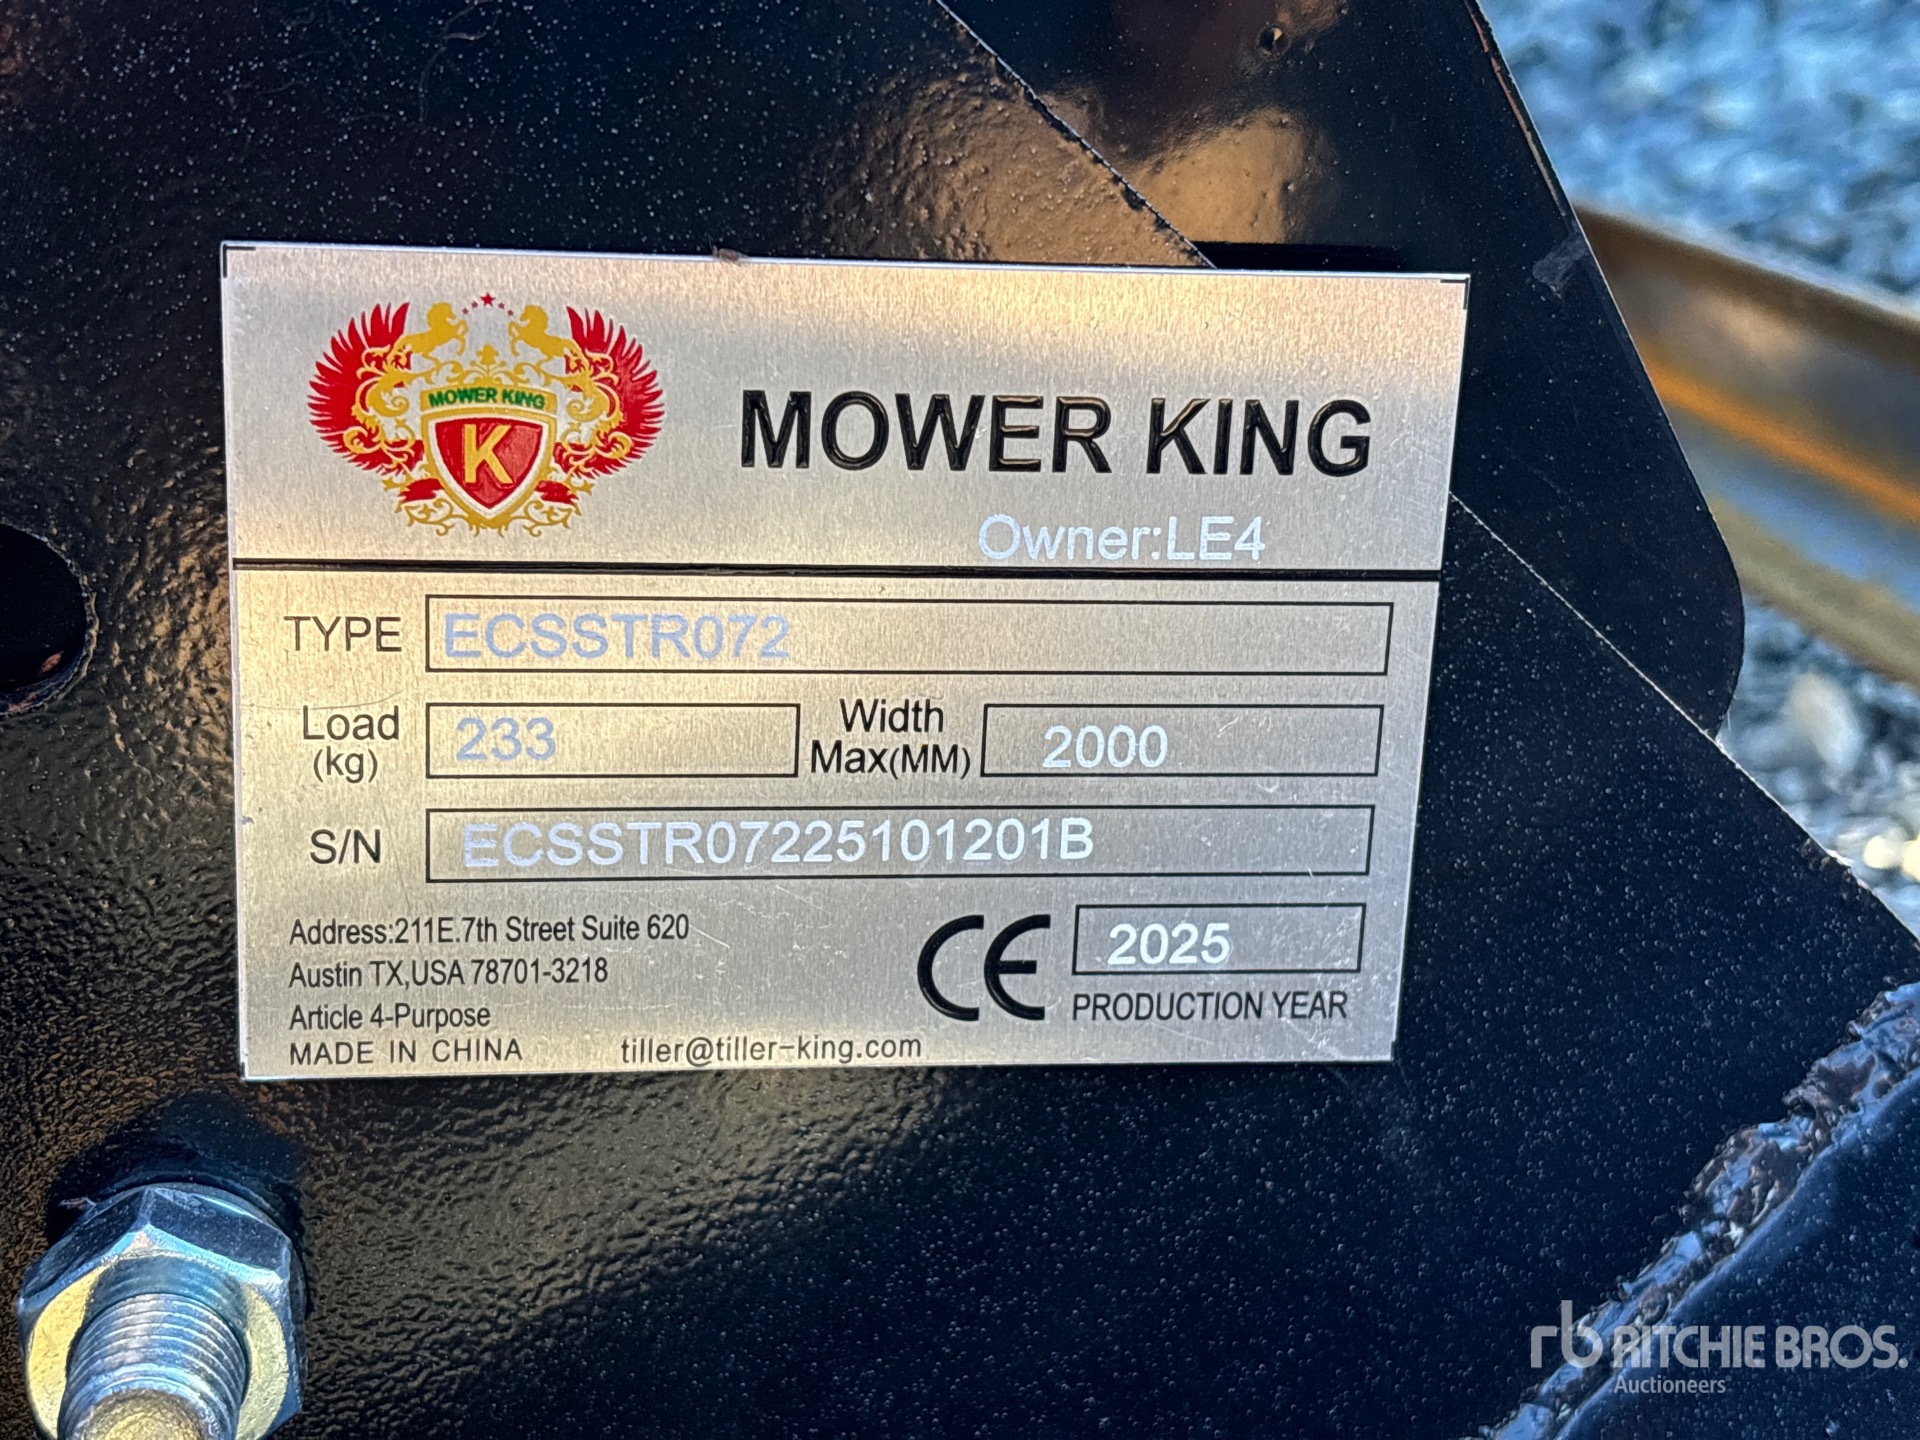 MOWER KING
K
MOWER KING
Owner:LE4
TYPE ECSSTR072
Load (kg) 233 Width Max(MM) 2000
S/N ECSSTR07225101201B
Address:211E.7th Street Suite 620
Austin TX,USA 78701-3218
Article 4-Purpose
MADE IN CHINA
tiller@tiller-king.com
CE
2025
PRODUCTION YEAR
rb RITCHIE BROS.
Auctioneers